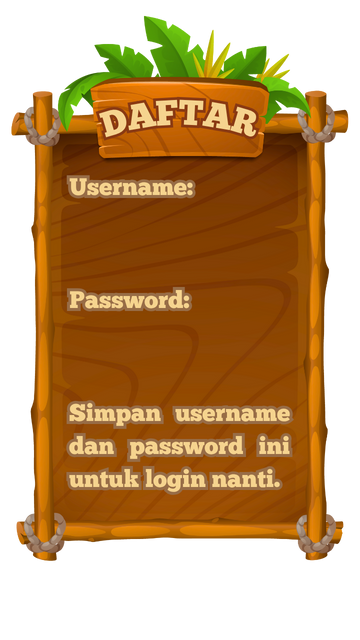 DAFTAR
Username:
Password:
Simpan username
dan password ini
untuk login nanti.